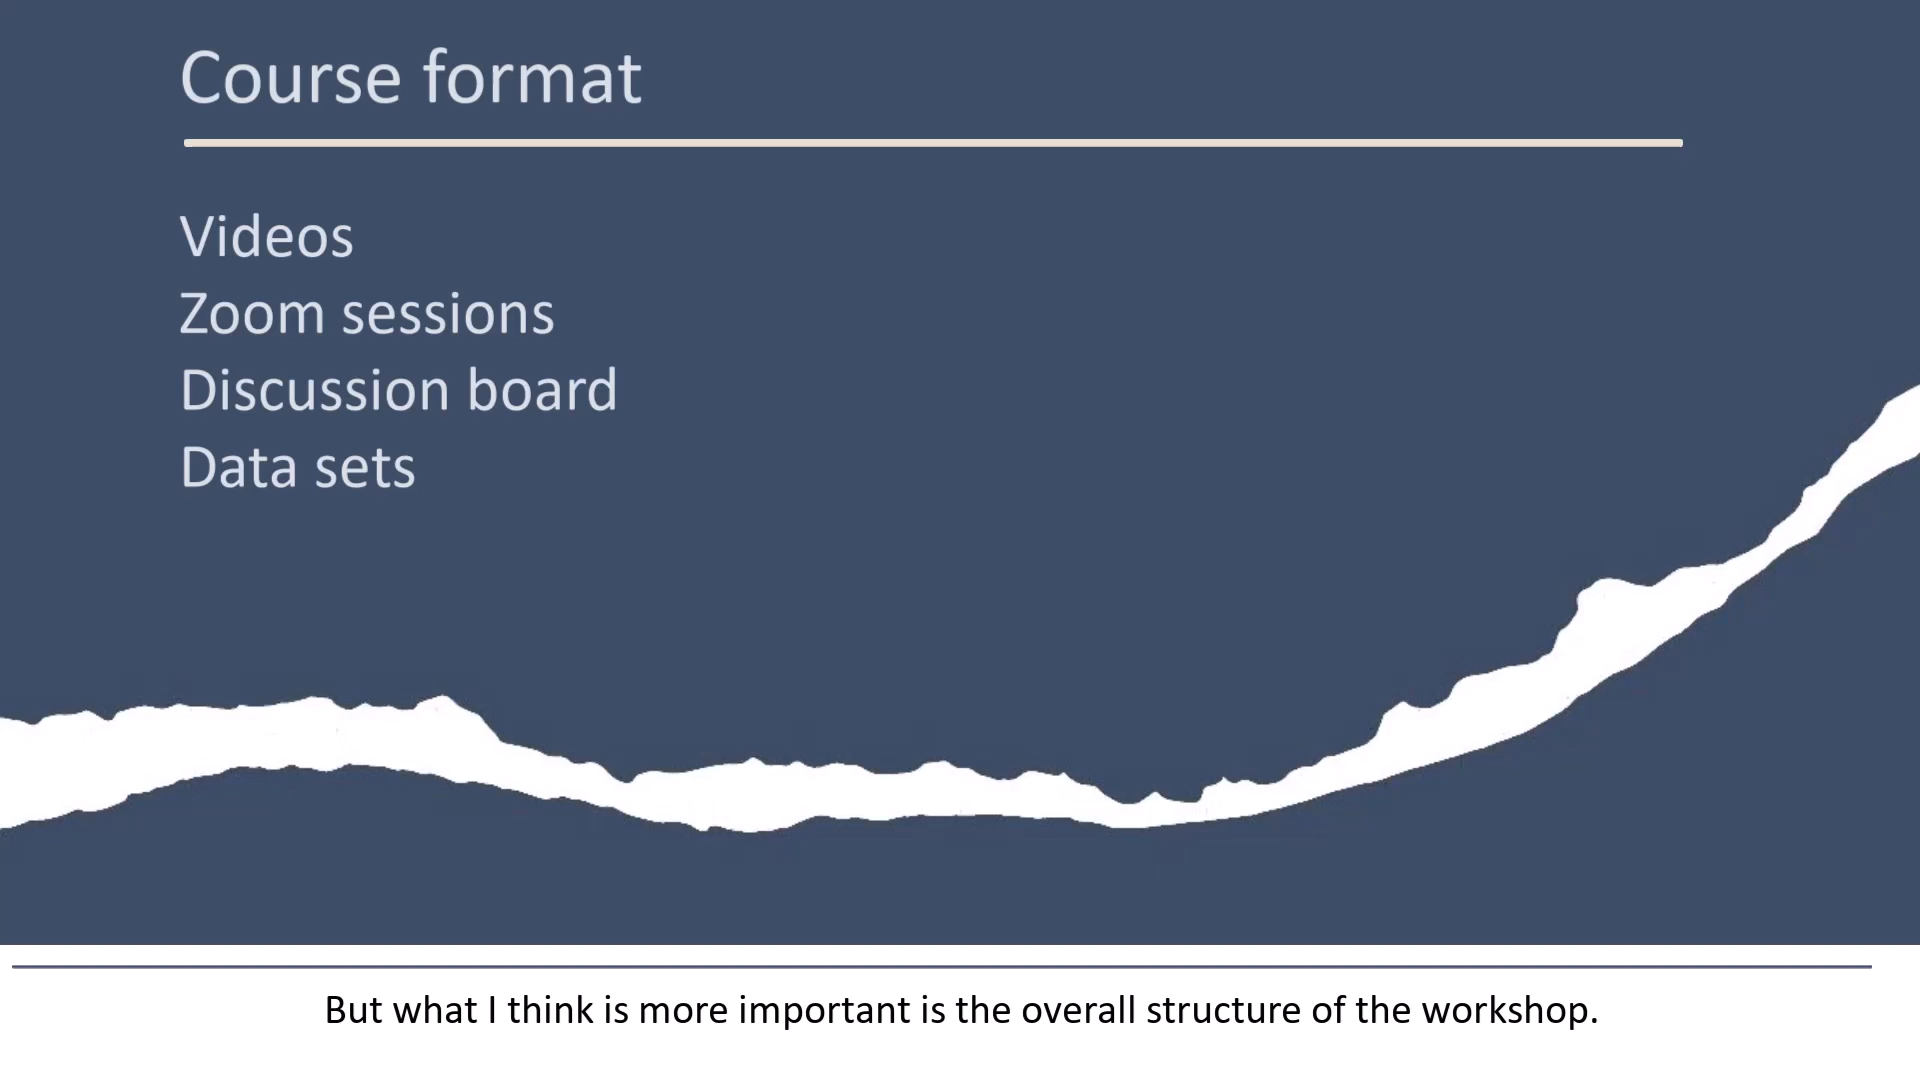 Course format
Videos
Zoom sessions
Discussion board
Data sets
But what I think is more important is the overall structure of the workshop.